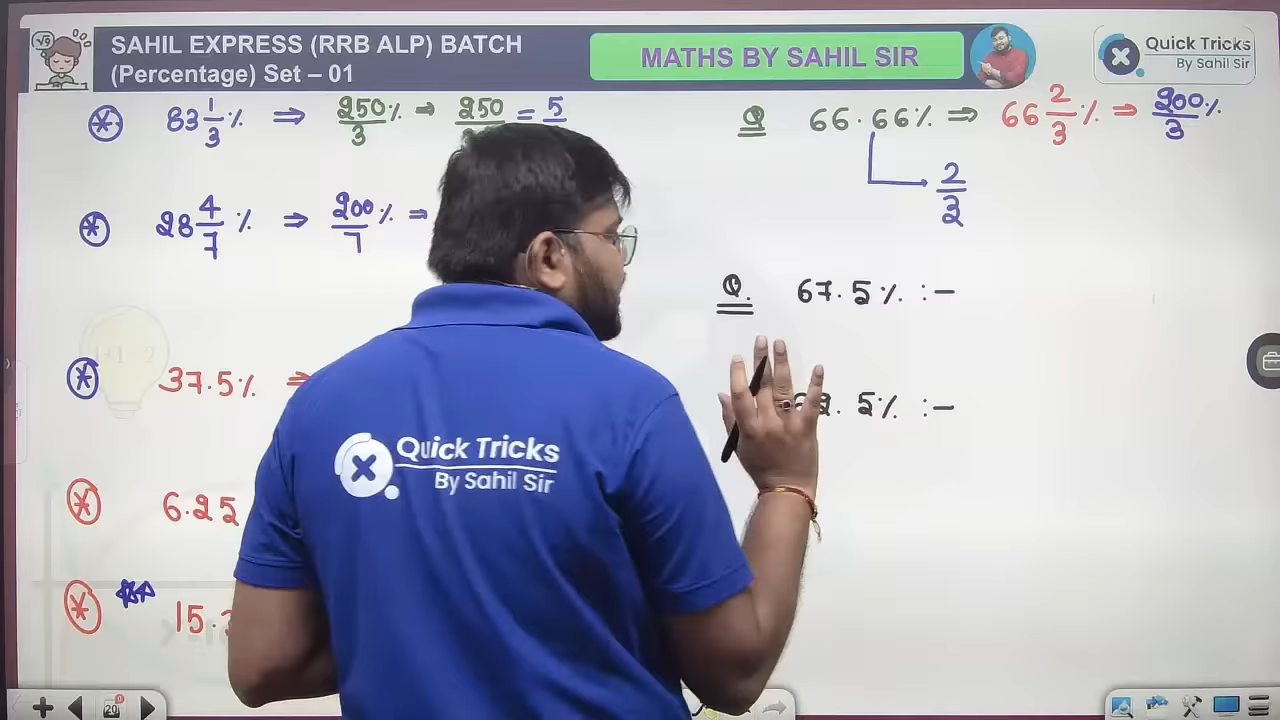 SAHIL EXPRESS (RRB ALP) BATCH
(Percentage) Set – 01
MATHS BY SAHIL SIR
Quick Tricks
By Sahil Sir
83 1/3 % ⇒ 250/3 % ⇒ 250 = 5
28 4/7 % ⇒ 200/7 % ⇒
37.5% ⇒
6.25
15.
Q 66.66% ⇒ 66 2/3 % ⇒ 200/3 %
2/3
Q. 67.5% :-
62.5% :-
Quick Tricks
By Sahil Sir
20